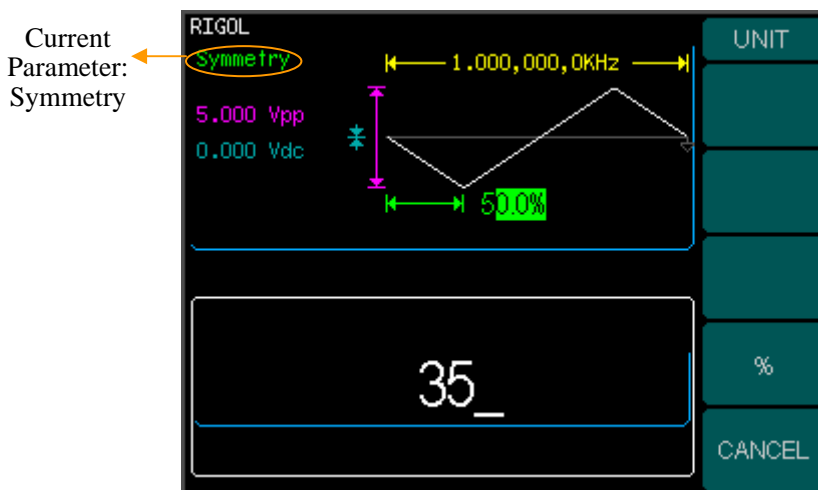 Current
Parameter:
Symmetry
RIGOL
Symmetry
1.000,000,0KHz
5.000 Vpp
0.000 Vdc
50.0%
35_
UNIT
%
CANCEL